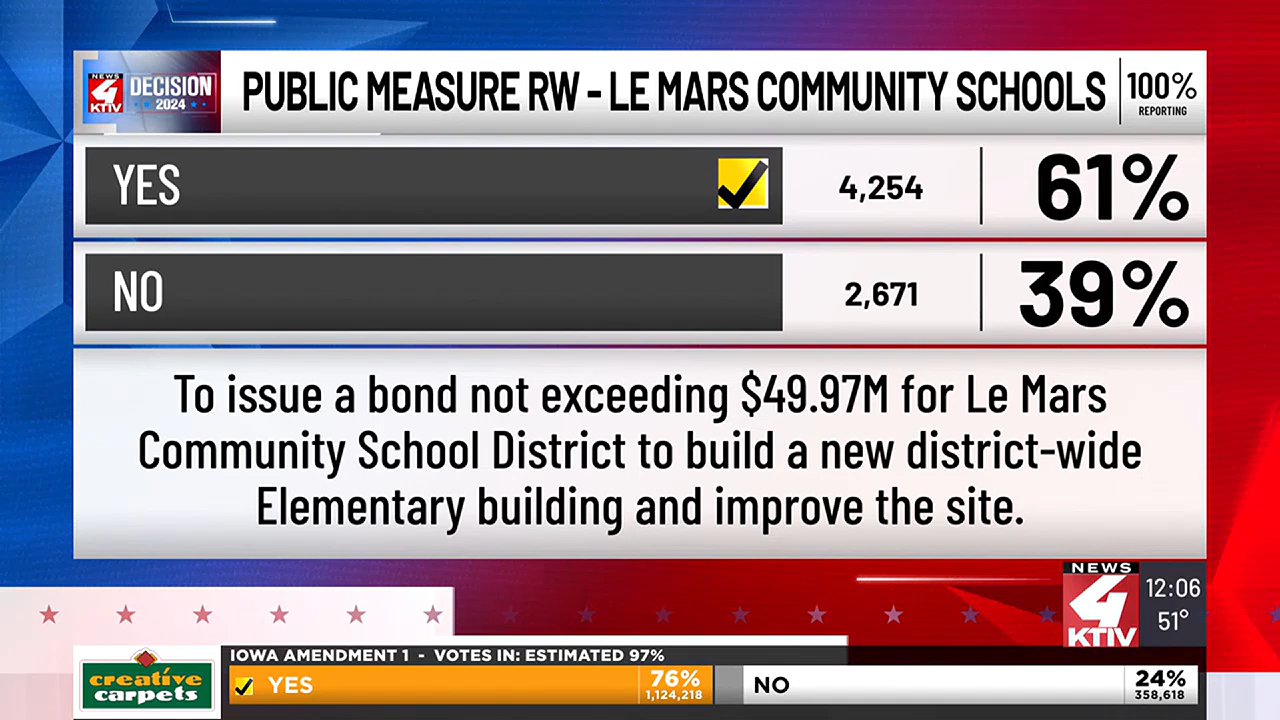 NEWS
4
KTIV
DECISION
2024
PUBLIC MEASURE RW - LE MARS COMMUNITY SCHOOLS
100%
REPORTING
YES 4,254 61%
NO 2,671 39%
To issue a bond not exceeding $49.97M for Le Mars
Community School District to build a new district-wide
Elementary building and improve the site.
NEWS
4
KTIV
12:06
51°
creative
carpets
IOWA AMENDMENT 1 - VOTES IN: ESTIMATED 97%
YES 76%
1,124,218
NO 24%
358,618